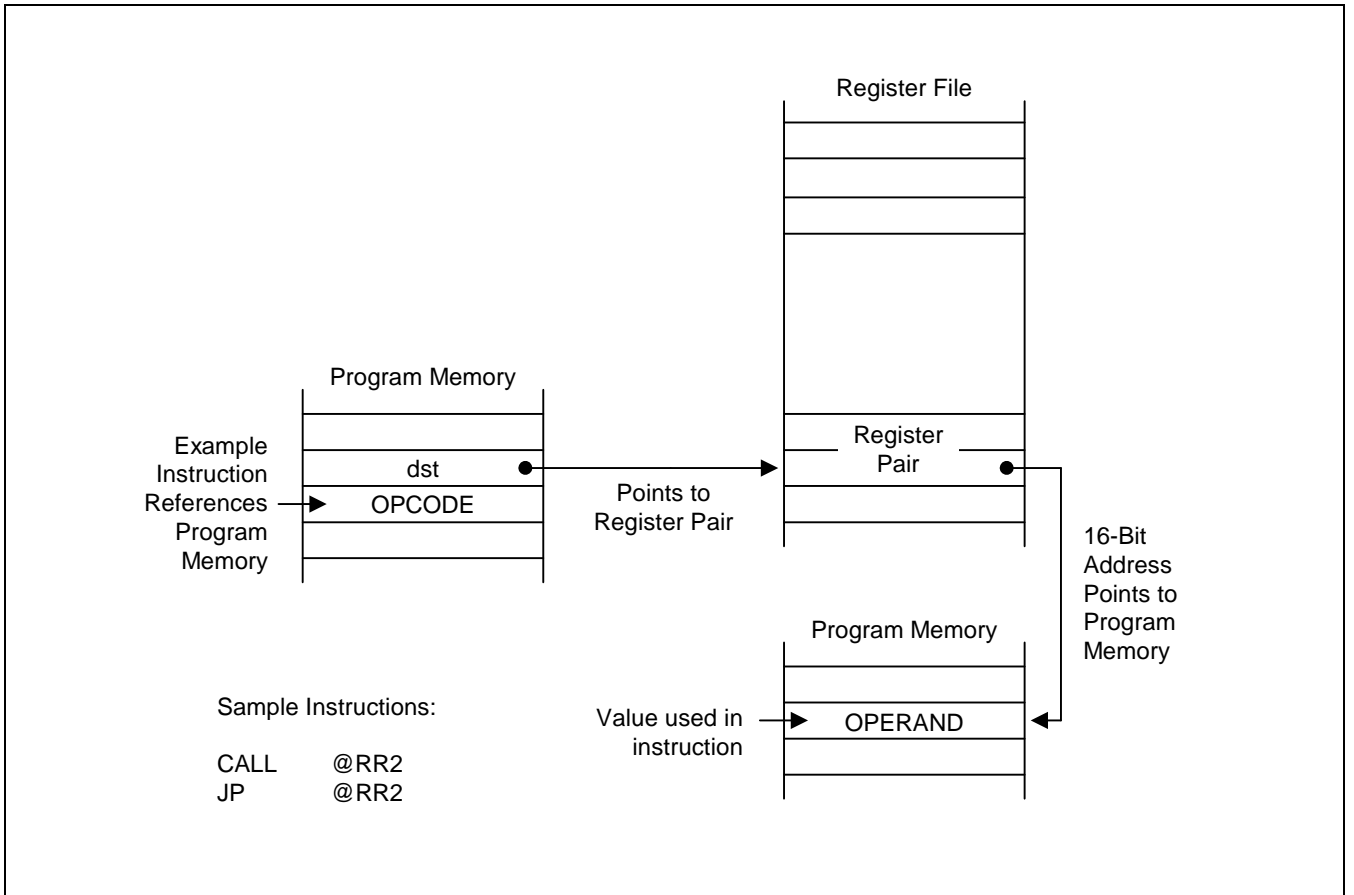 Register File
Program Memory
Example
Instruction
References
Program
Memory
dst
OPCODE
Points to
Register Pair
Register
Pair
16-Bit
Address
Points to
Program
Memory
Program Memory
Value used in
instruction
OPERAND
Sample Instructions:
CALL @RR2
JP @RR2